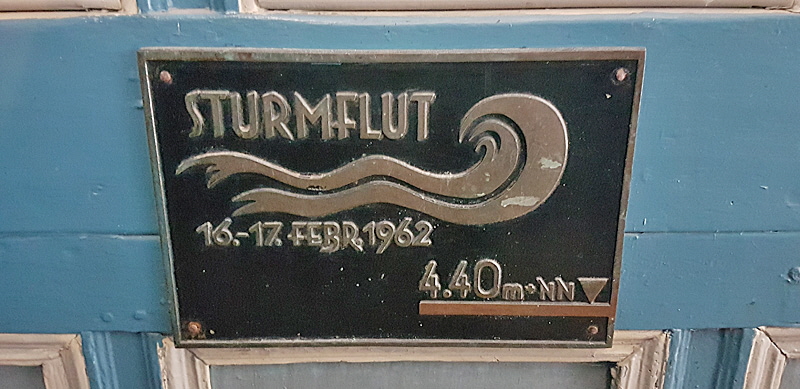 STURMFLUT
16.-17. FEBR. 1962
4.40m+NN▼